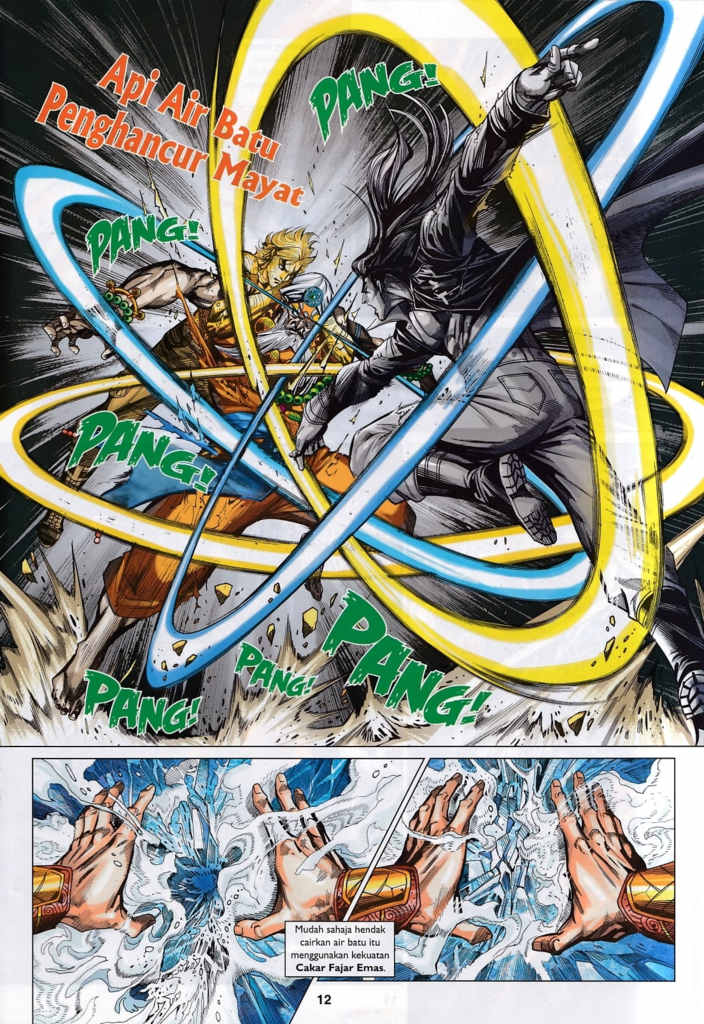 Api Air Batu
Penghancur Mayat
PANG!
PANG!
PANG!
PANG!
PANG!
PANG!
Mudah sahaja hendak
cairkan air batu itu
menggunakan kekuatan
Cakar Fajar Emas.
12